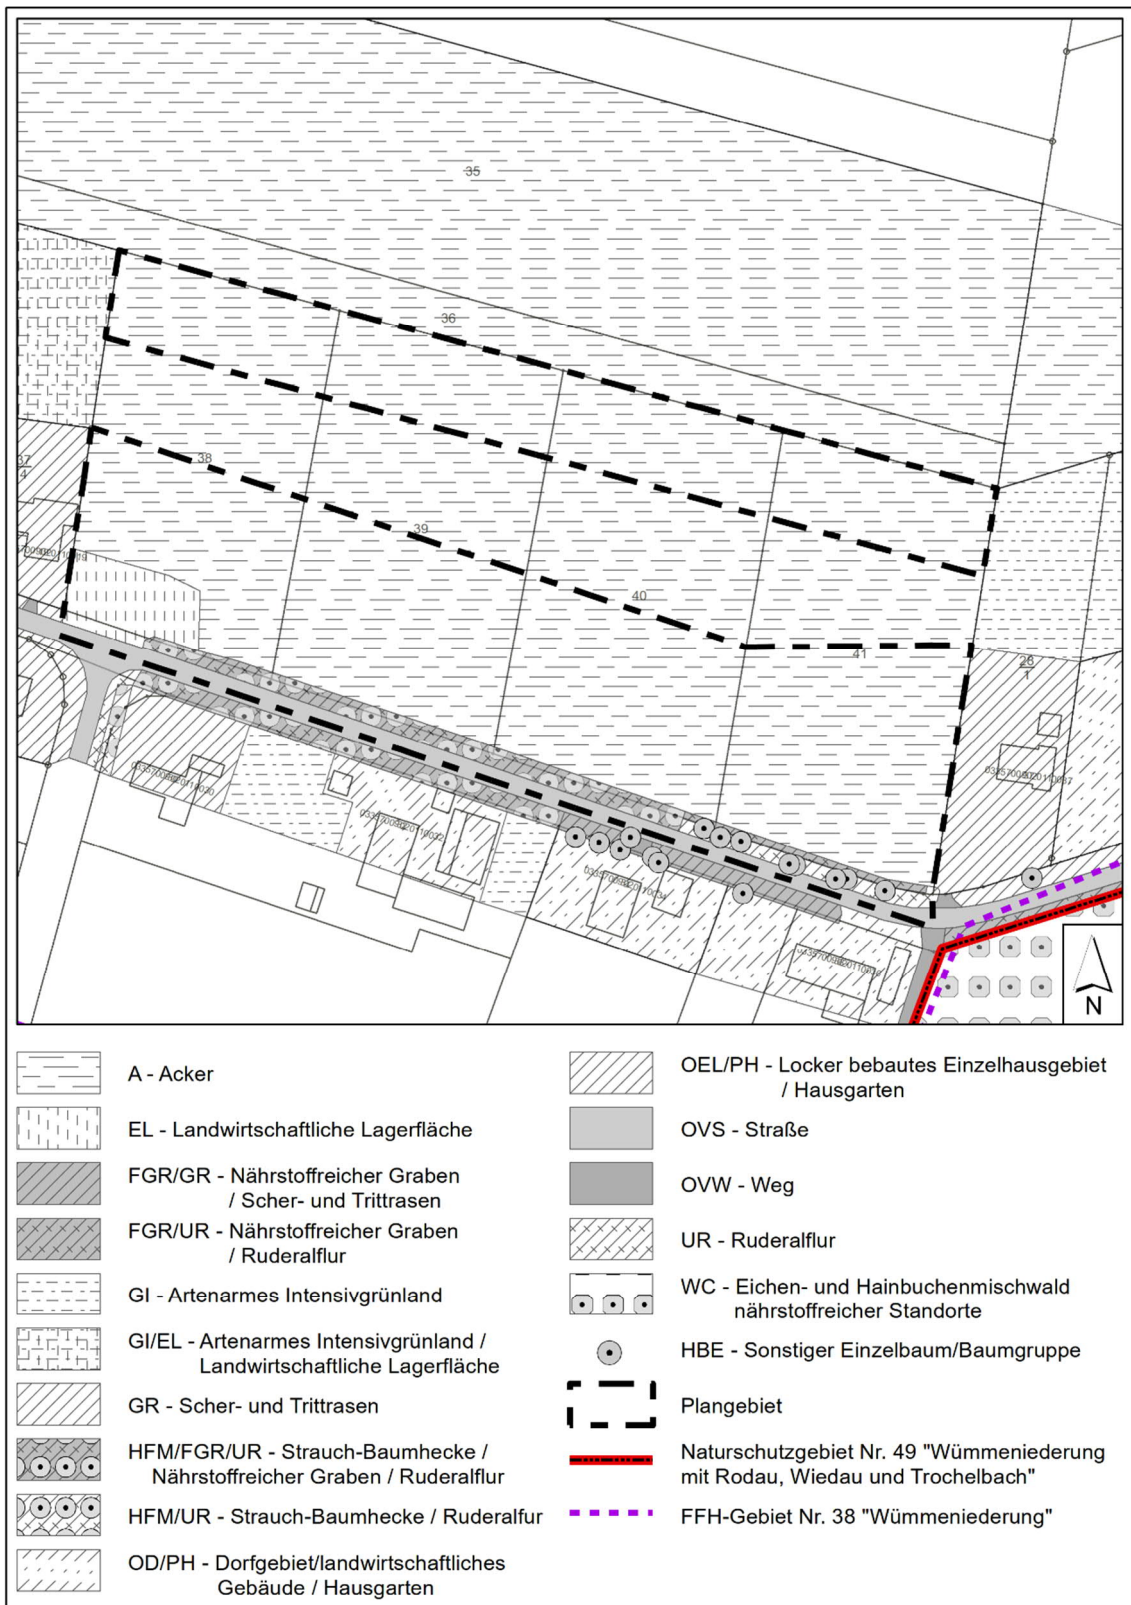 35
36
38
37
4
39
40
41
28
1
N
A - Acker
EL - Landwirtschaftliche Lagerfläche
FGR/GR - Nährstoffreicher Graben
/ Scher- und Trittrasen
FGR/UR - Nährstoffreicher Graben
/ Ruderalflur
GI - Artenarmes Intensivgrünland
GI/EL - Artenarmes Intensivgrünland /
Landwirtschaftliche Lagerfläche
GR - Scher- und Trittrasen
HFM/FGR/UR - Strauch-Baumhecke /
Nährstoffreicher Graben / Ruderalflur
HFM/UR - Strauch-Baumhecke / Ruderalfur
OD/PH - Dorfgebiet/landwirtschaftliches
Gebäude / Hausgarten
OEL/PH - Locker bebautes Einzelhausgebiet
/ Hausgarten
OVS - Straße
OVW - Weg
UR - Ruderalflur
WC - Eichen- und Hainbuchenmischwald
nährstoffreicher Standorte
HBE - Sonstiger Einzelbaum/Baumgruppe
Plangebiet
Naturschutzgebiet Nr. 49 "Wümmeniederung
mit Rodau, Wiedau und Trochelbach"
FFH-Gebiet Nr. 38 "Wümmeniederung"